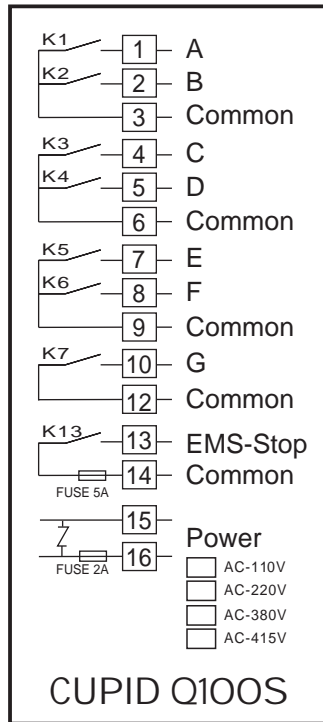 K1 1 A
K2 2 B
3 Common
K3 4 C
K4 5 D
6 Common
K5 7 E
K6 8 F
9 Common
K7 10 G
12 Common
K13 13 EMS-Stop
14 Common
FUSE 5A
15
Power
16
FUSE 2A
AC-110V
AC-220V
AC-380V
AC-415V
CUPID Q100S